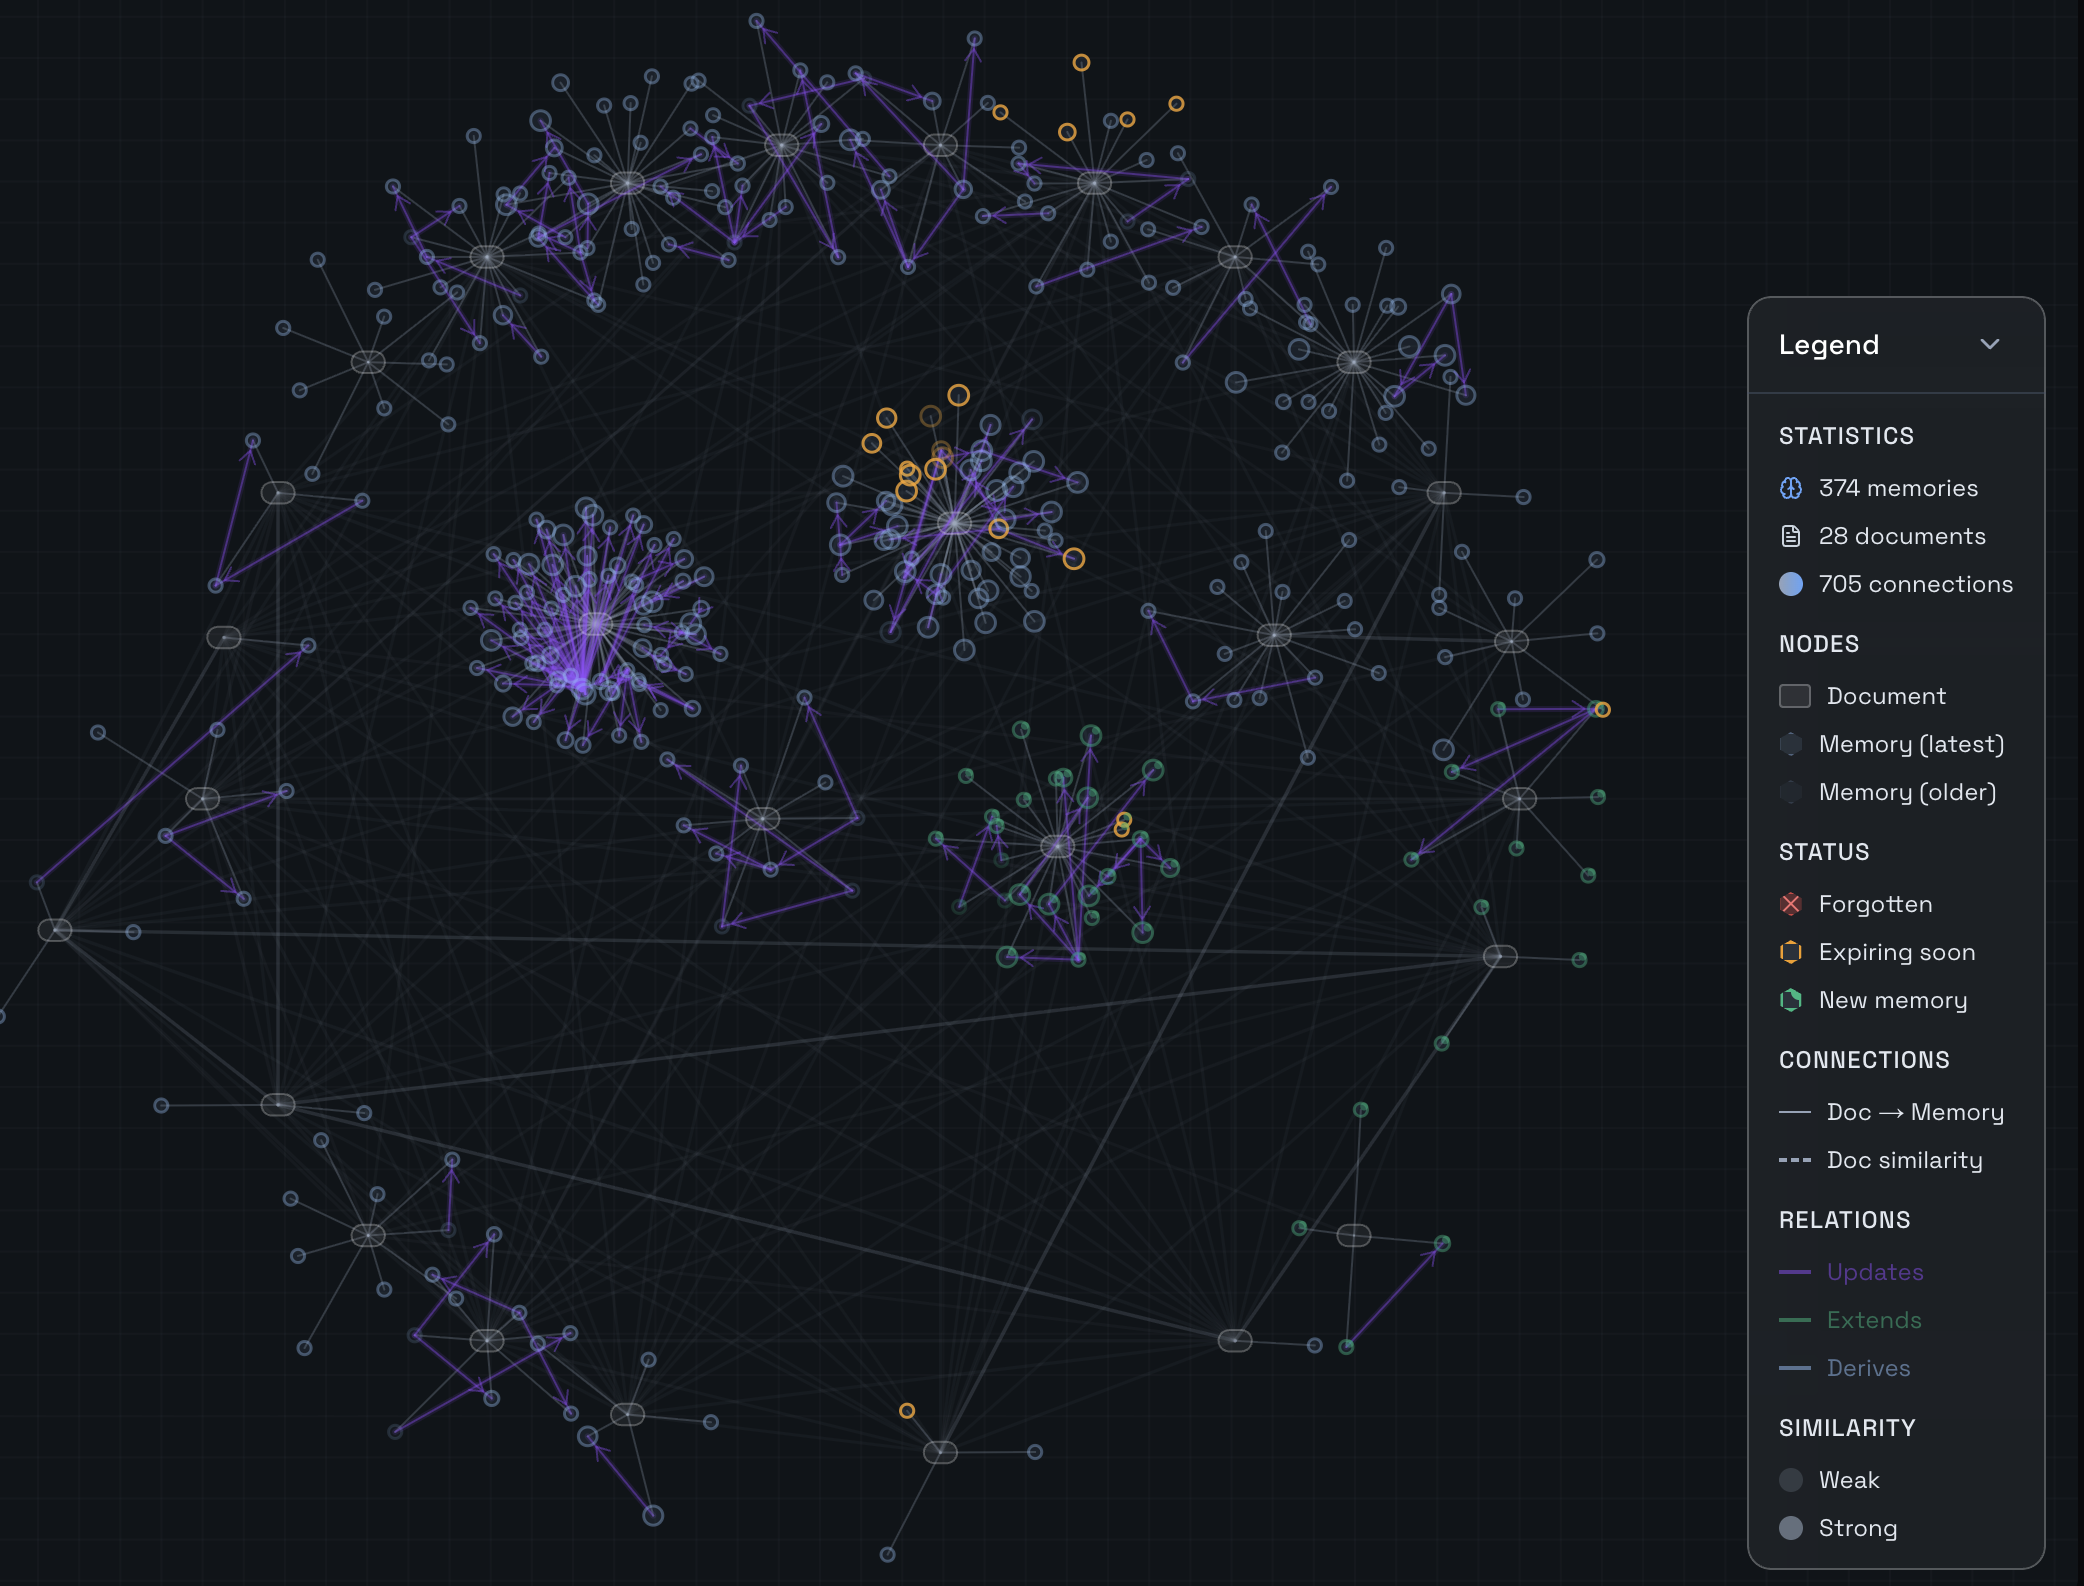 Legend
STATISTICS
374 memories
28 documents
705 connections
NODES
Document
Memory (latest)
Memory (older)
STATUS
Forgotten
Expiring soon
New memory
CONNECTIONS
Doc → Memory
Doc similarity
RELATIONS
Updates
Extends
Derives
SIMILARITY
Weak
Strong